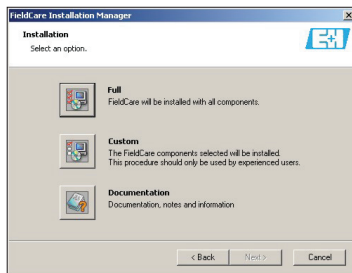 FieldCare Installation Manager
Installation
Select an option.
E+H
Full
FieldCare will be installed with all components.
Custom
The FieldCare components selected will be installed.
This procedure should only be used by experienced users.
Documentation
Documentation, notes and information
< Back
Next >
Cancel